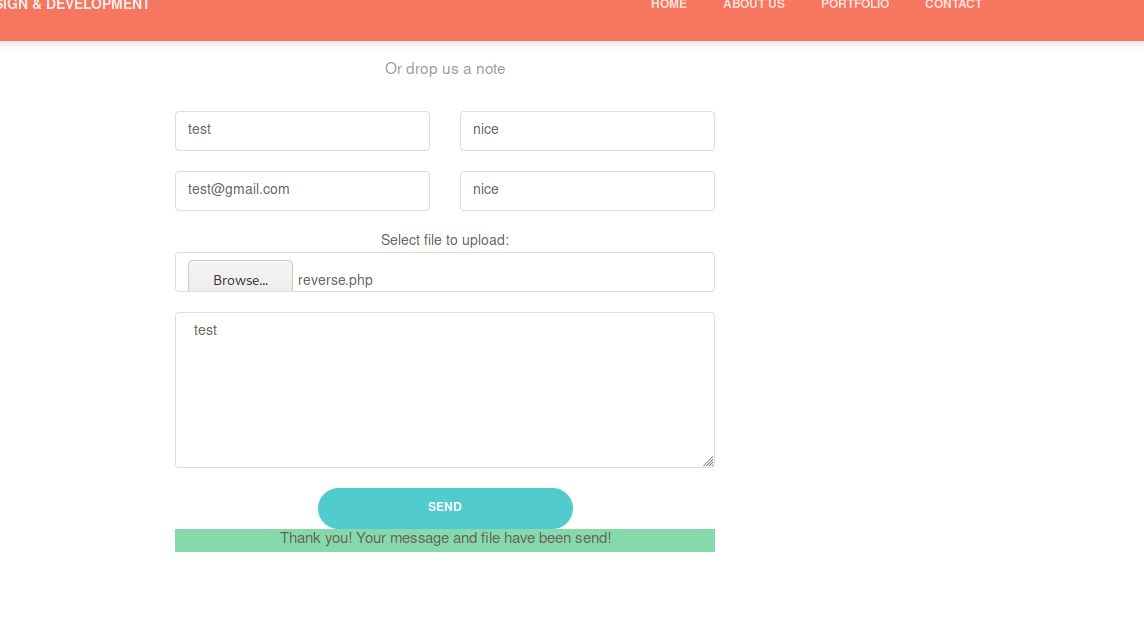 SIGN & DEVELOPMENT
HOME ABOUT US PORTFOLIO CONTACT
Or drop us a note
test nice
test@gmail.com nice
Select file to upload:
Browse... reverse.php
test
SEND
Thank you! Your message and file have been send!